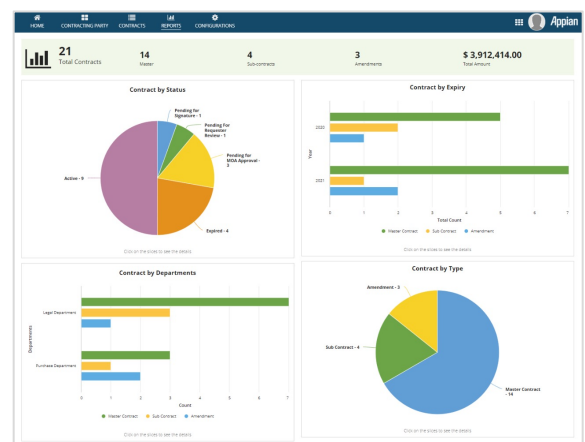 HOME
CONTRACTING PARTY
CONTRACTS
REPORTS
CONFIGURATIONS
Appian
21
Total Contracts
14
Master
4
Sub-contracts
3
Amendments
$ 3,912,414.00
Total Amount
Contract by Status
Pending for
Signature - 1
Pending For
Requester
Review - 1
Pending for
MOA Approval -
3
Active - 9
Expired - 4
Click on the slices to see the details
Contract by Expiry
Year
2020
2021
0 1 2 3 4 5 6 7
Total Count
Master Contract Sub Contract Amendment
Click on the slices to see the details
Contract by Departments
Departments
Legal Department
Purchase Department
0 1 2 3 4 5 6 7
Count
Master Contract Sub Contract Amendment
Click on the slices to see the details
Contract by Type
Amendment - 3
Sub Contract - 4
Master Contract
- 14
Click on the slices to see the details